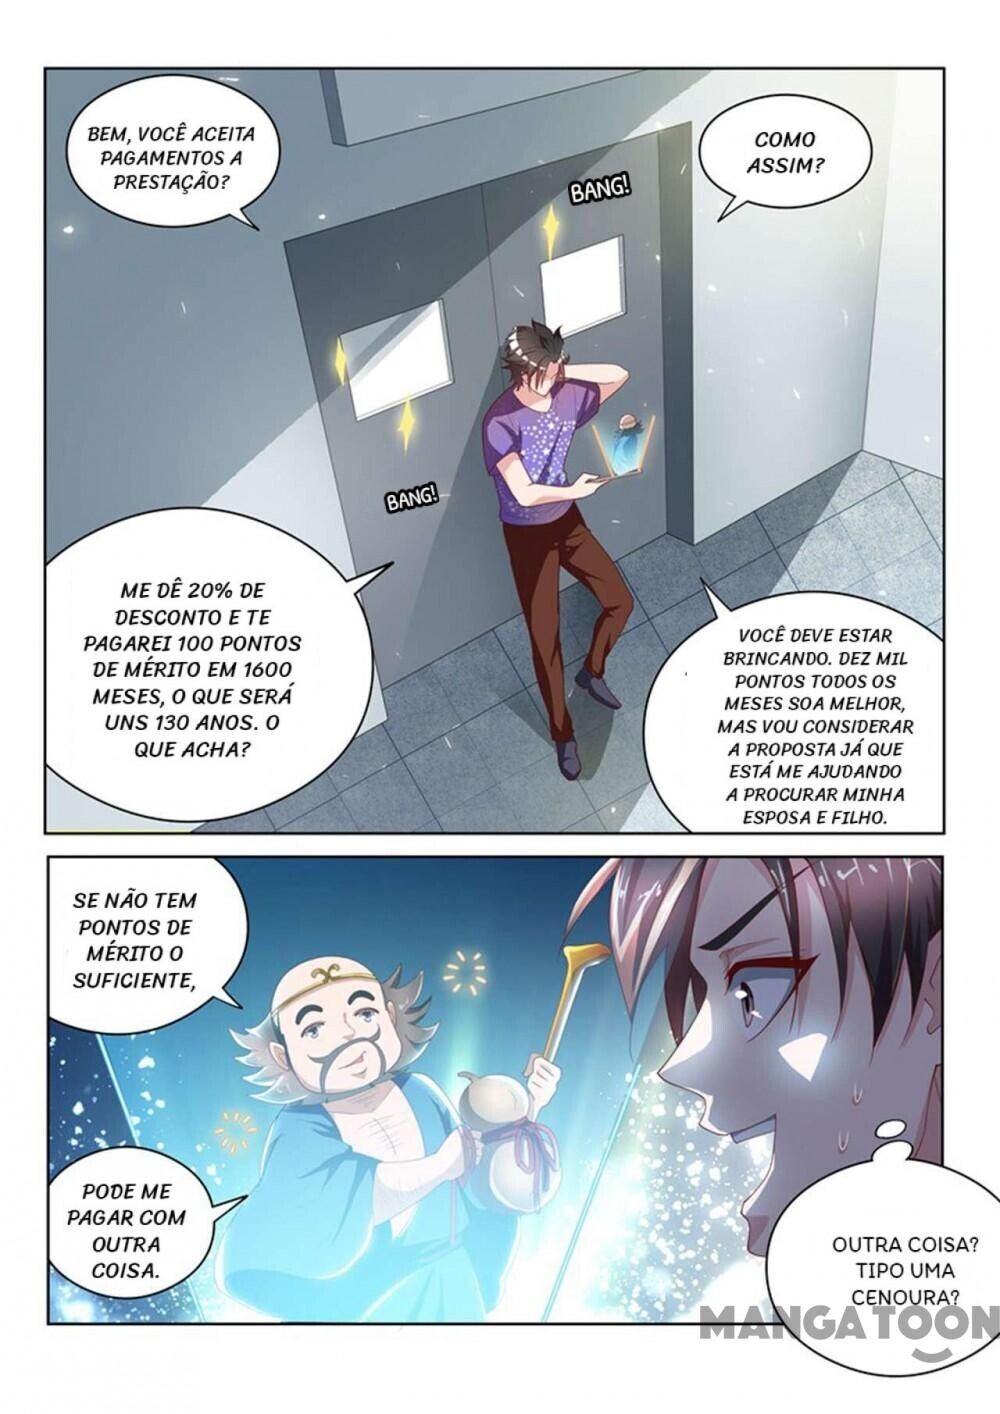 BEM, VOCÊ ACEITA
PAGAMENTOS A
PRESTAÇÃO?
COMO
ASSIM?
BANG!
BANG!
ME DÊ 20% DE
DESCONTO E TE
PAGAREI 100 PONTOS
DE MÉRITO EM 1600
MESES, O QUE SERÁ
UNS 130 ANOS. O
QUE ACHA?
VOCÊ DEVE ESTAR
BRINCANDO. DEZ MIL
PONTOS TODOS OS
MESES SOA MELHOR,
MAS VOU CONSIDERAR
A PROPOSTA JÁ QUE
ESTÁ ME AJUDANDO
A PROCURAR MINHA
ESPOSA E FILHO.
SE NÃO TEM
PONTOS DE
MÉRITO O
SUFICIENTE,
PODE ME
PAGAR COM
OUTRA
COISA.
OUTRA COISA?
TIPO UMA
CENOURA?
MANGATOON